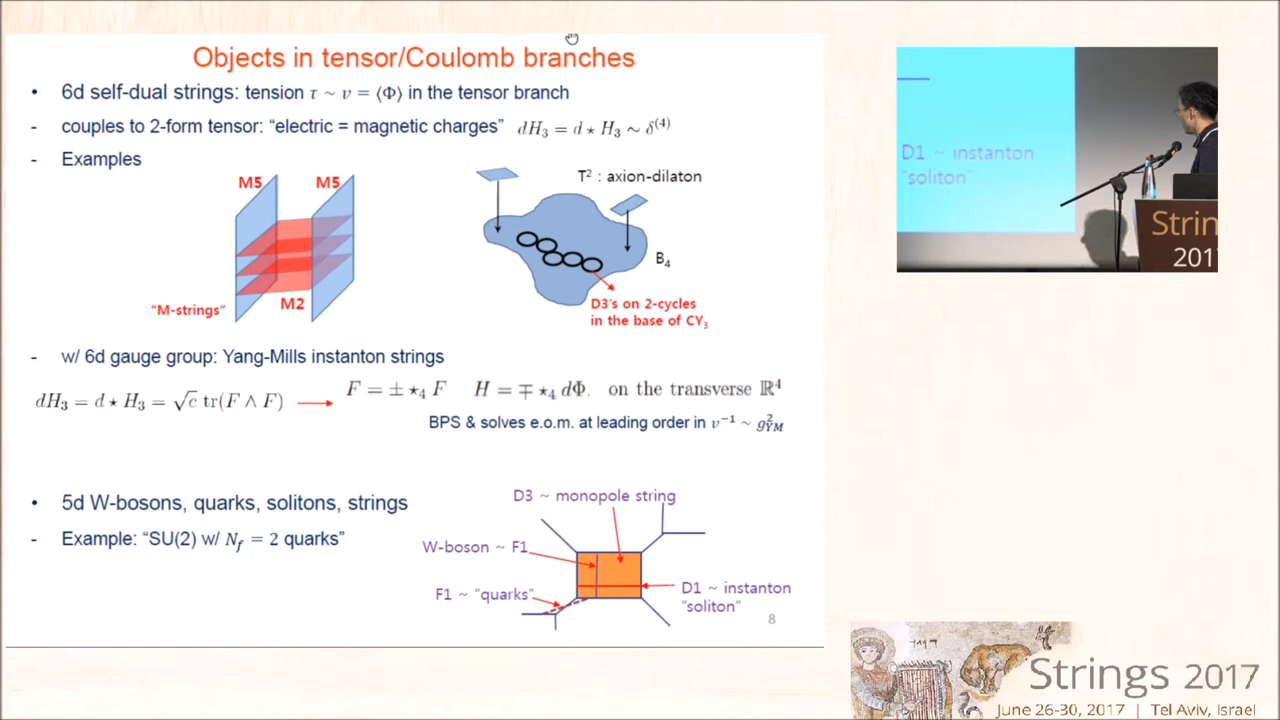 Objects in tensor/Coulomb branches
• 6d self-dual strings: tension τ ~ v = ⟨Φ⟩ in the tensor branch
- couples to 2-form tensor: “electric = magnetic charges” dH₃ = d ⋆ H₃ ~ δ⁽⁴⁾
- Examples
M5 M5
T² : axion-dilaton
B₄
“M-strings”
M2
D3's on 2-cycles
in the base of CY₃
- w/ 6d gauge group: Yang-Mills instanton strings
dH₃ = d ⋆ H₃ = √c tr(F ∧ F) F = ± ⋆₄ F H = ∓ ⋆₄ dΦ. on the transverse ℝ⁴
BPS & solves e.o.m. at leading order in v⁻¹ ~ g²YM
• 5d W-bosons, quarks, solitons, strings
- Example: “SU(2) w/ Nf = 2 quarks”
D3 ~ monopole string
W-boson ~ F1
F1 ~ “quarks”
D1 ~ instanton
“soliton”
8
D1 ~ instanton
“soliton”
Strin
201
Strings 2017
June 26-30, 2017 | Tel Aviv, Israel